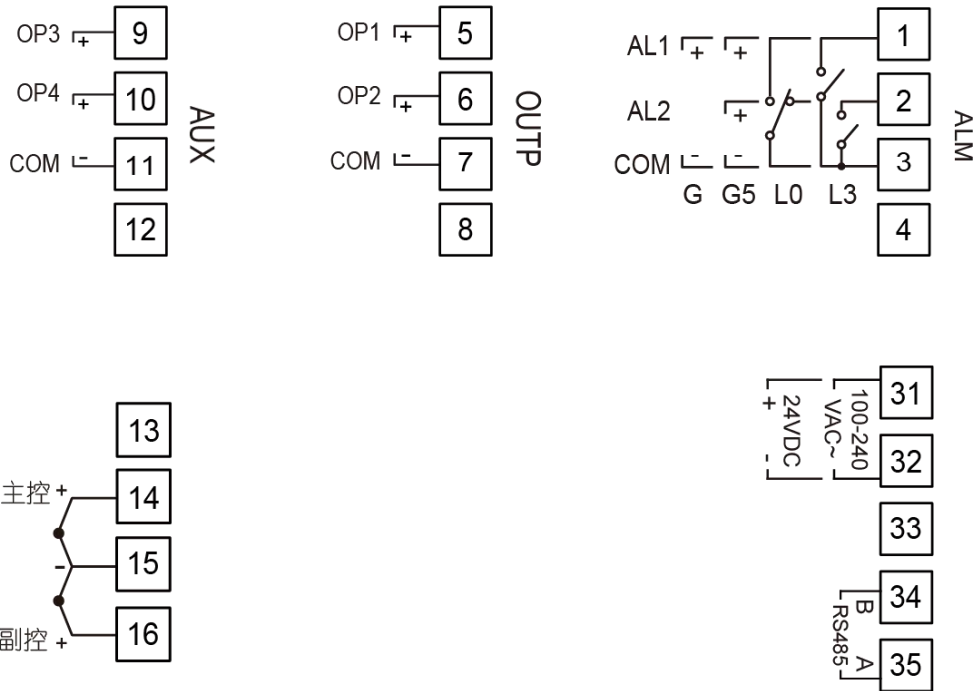 OP3 + 9
OP4 + 10
COM - 11
12
AUX
OP1 + 5
OP2 + 6
COM - 7
8
OUTP
AL1 + + 1
AL2 + 2
COM - - 3
G G5 L0 L3
4
ALM
13
主控 + 14
- 15
副控 + 16
31
32
33
34
35
+ - 24VDC
100-240
VAC~
B
RS485
A